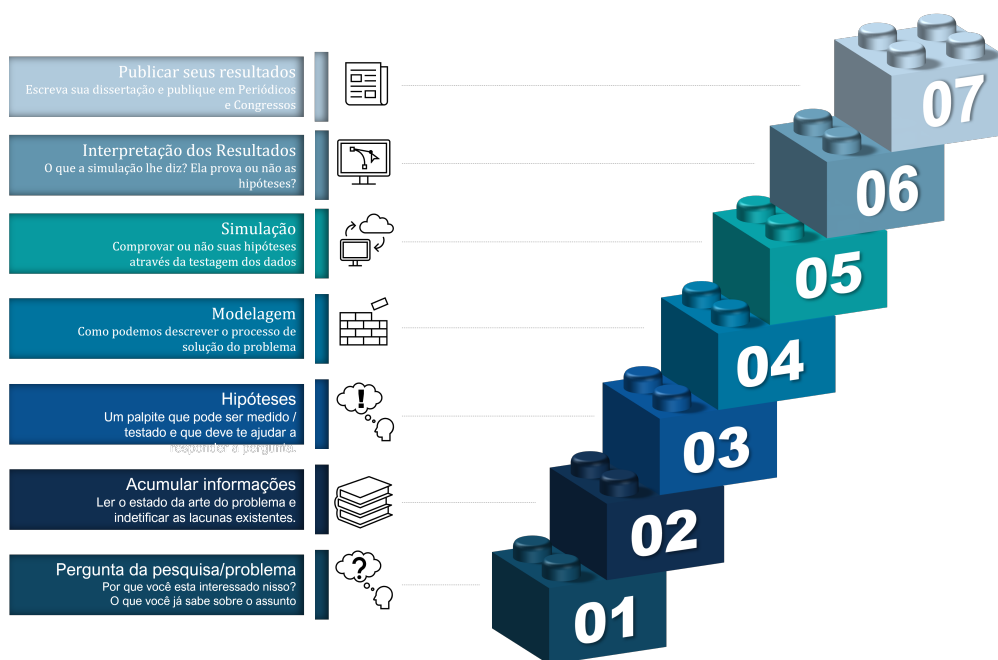 Publicar seus resultados
Escreva sua dissertação e publique em Periódicos
e Congressos
07
Interpretação dos Resultados
O que a simulação lhe diz? Ela prova ou não as
hipóteses?
06
Simulação
Comprovar ou não suas hipóteses
através da testagem dos dados
05
Modelagem
Como podemos descrever o processo de
solução do problema
04
Hipóteses
Um palpite que pode ser medido /
testado e que deve te ajudar a
responder a pergunta.
03
Acumular informações
Ler o estado da arte do problema e
indetificar as lacunas existentes.
02
Pergunta da pesquisa/problema
Por que você esta interessado nisso?
O que você já sabe sobre o assunto
01